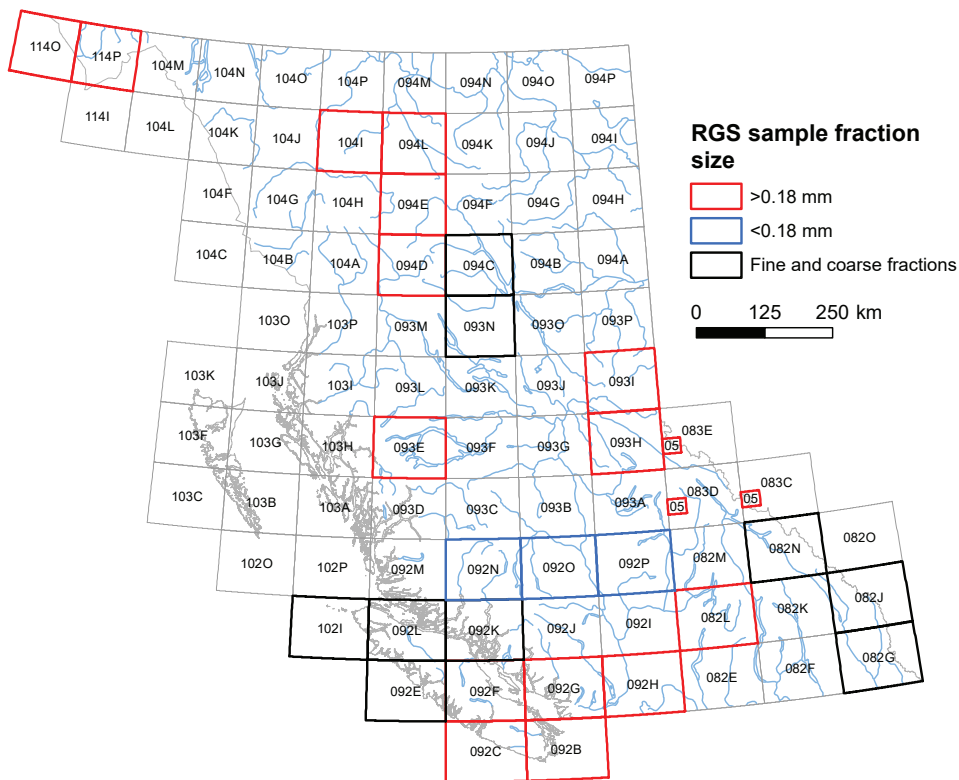 114O 114P 104M 104N 104O 104P 094M 094N 094O 094P
114I 104L 104K 104J 104I 094L 094K 094J 094I
104F 104G 104H 094E 094F 094G 094H
104C 104B 104A 094D 094C 094B 094A
103O 103P 093M 093N 093O 093P
103K 103J 103I 093L 093K 093J 093I
103F 103G 103H 093E 093F 093G 093H 05 083E
103C 103B 103A 093D 093C 093B 093A 05 083D 05 083C
102O 102P 092M 092N 092O 092P 082M 082N 082O
102I 092L 092K 092J 092I 082L 082K 082J
092E 092F 092G 092H 082E 082F 082G
092C 092B
RGS sample fraction
size
>0.18 mm
<0.18 mm
Fine and coarse fractions
0 125 250 km